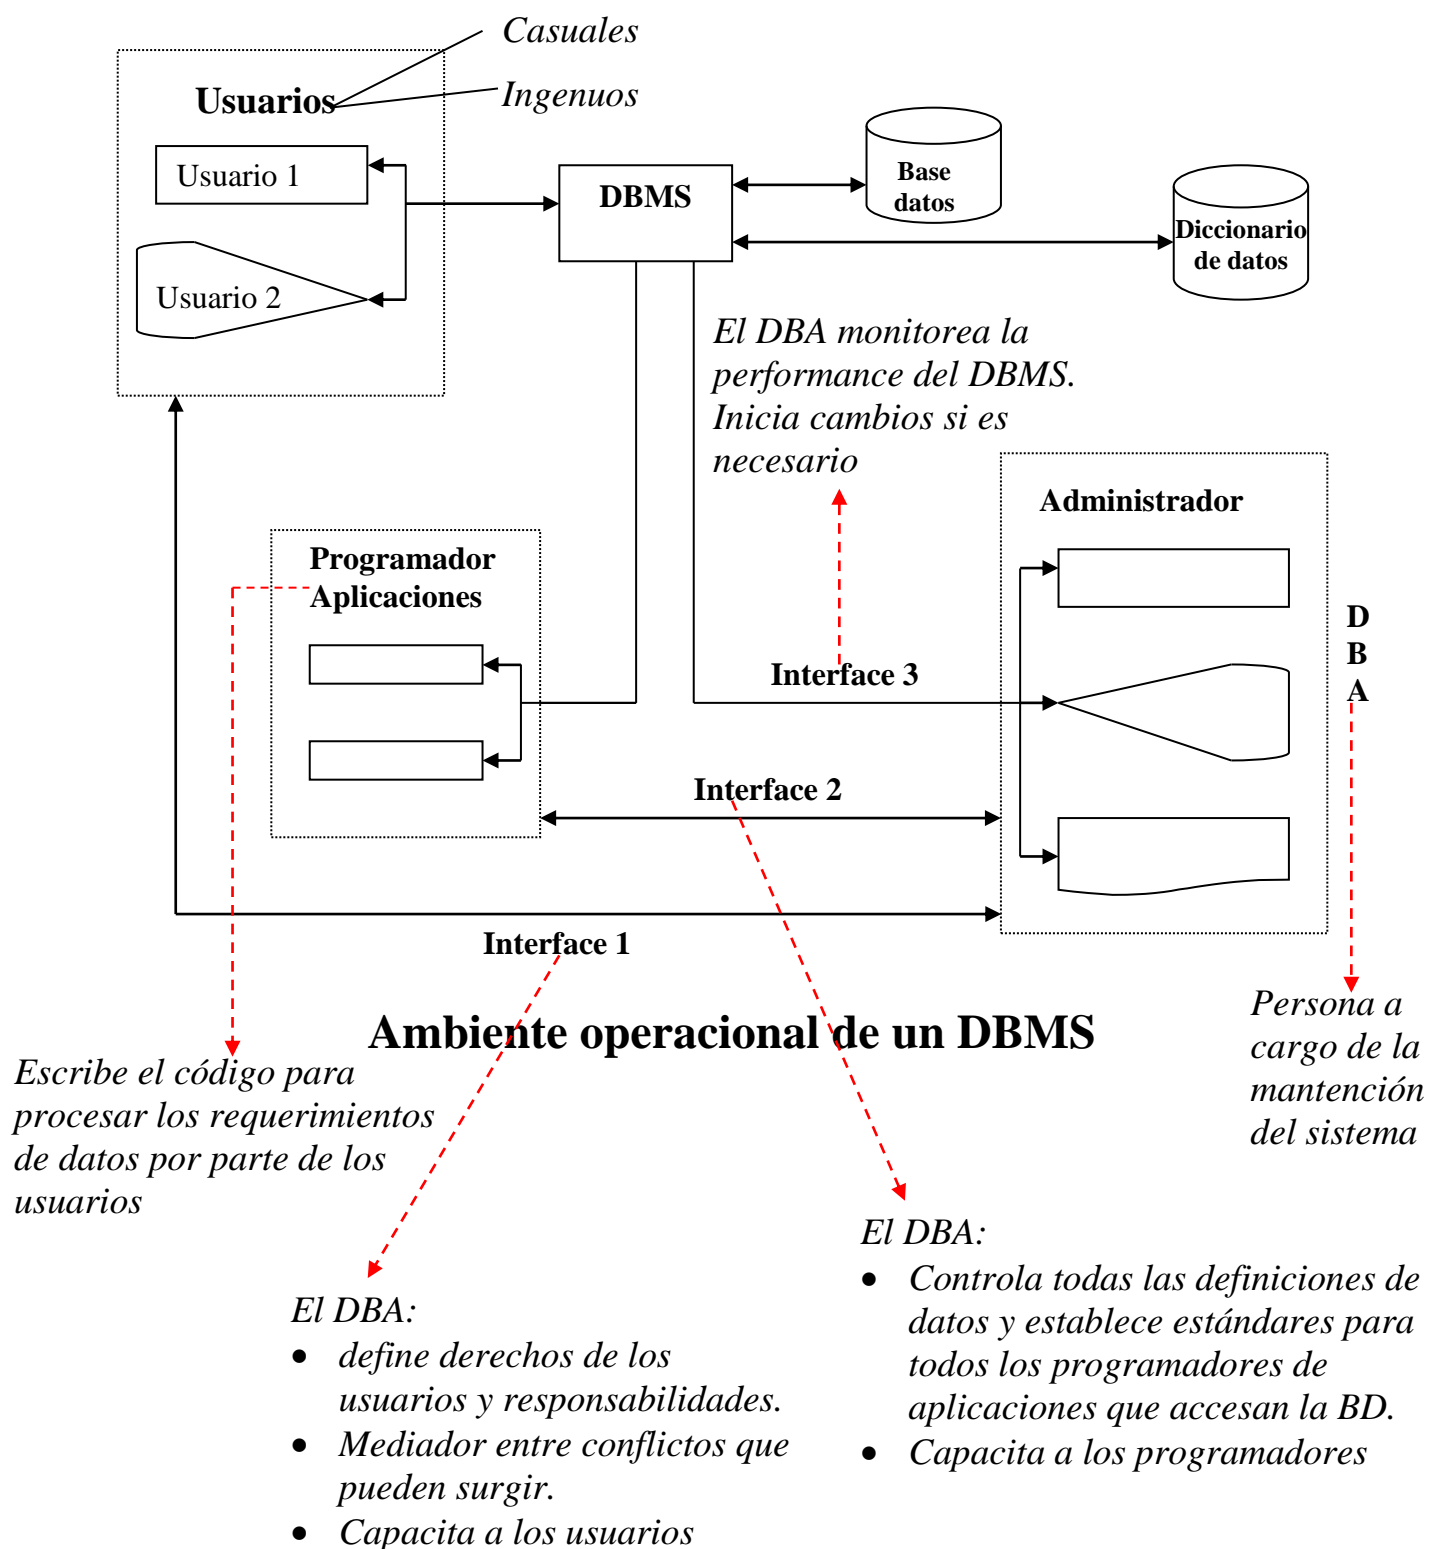 Casuales
Usuarios
Ingenuos
Usuario 1
DBMS
Base
datos
Diccionario
de datos
Usuario 2
El DBA monitorea la
performance del DBMS.
Inicia cambios si es
necesario
Administrador
Programador
Aplicaciones
D
B
A
Interface 3
Interface 2
Interface 1
Ambiente operacional de un DBMS
Persona a
cargo de la
mantención
del sistema
Escribe el código para
procesar los requerimientos
de datos por parte de los
usuarios
El DBA:
• define derechos de los
usuarios y responsabilidades.
• Mediador entre conflictos que
pueden surgir.
• Capacita a los usuarios
El DBA:
• Controla todas las definiciones de
datos y establece estándares para
todos los programadores de
aplicaciones que accesan la BD.
• Capacita a los programadores